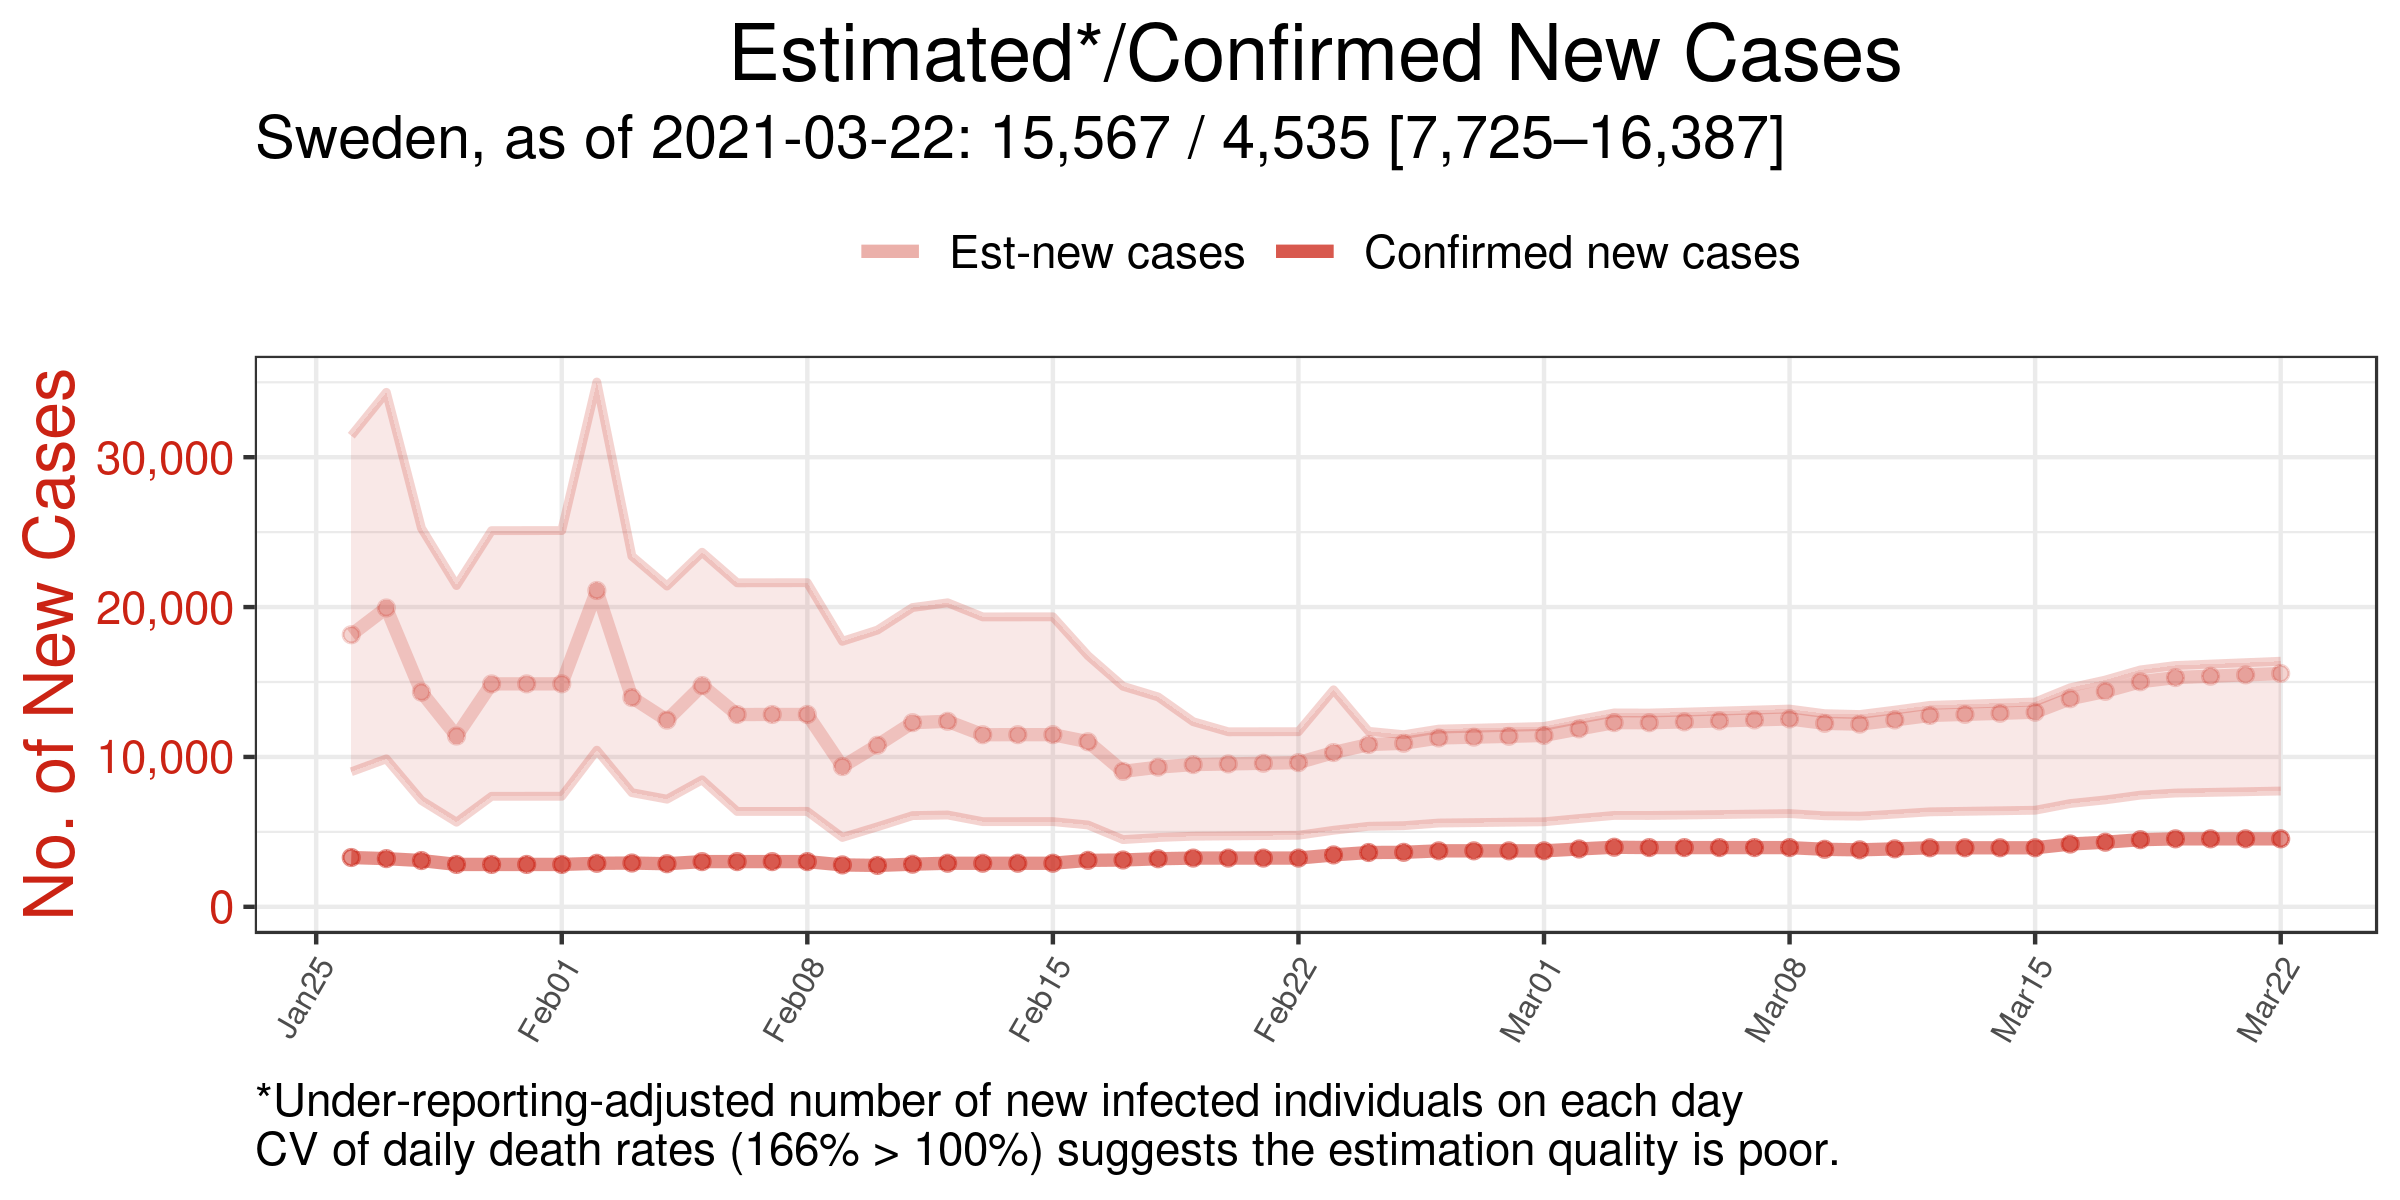 Estimated*/Confirmed New Cases
Sweden, as of 2021-03-22: 15,567 / 4,535 [7,725–16,387]
Est-new cases
Confirmed new cases
No. of New Cases
30,000
20,000
10,000
0
Jan25
Feb01
Feb08
Feb15
Feb22
Mar01
Mar08
Mar15
Mar22
*Under-reporting-adjusted number of new infected individuals on each day
CV of daily death rates (166% > 100%) suggests the estimation quality is poor.